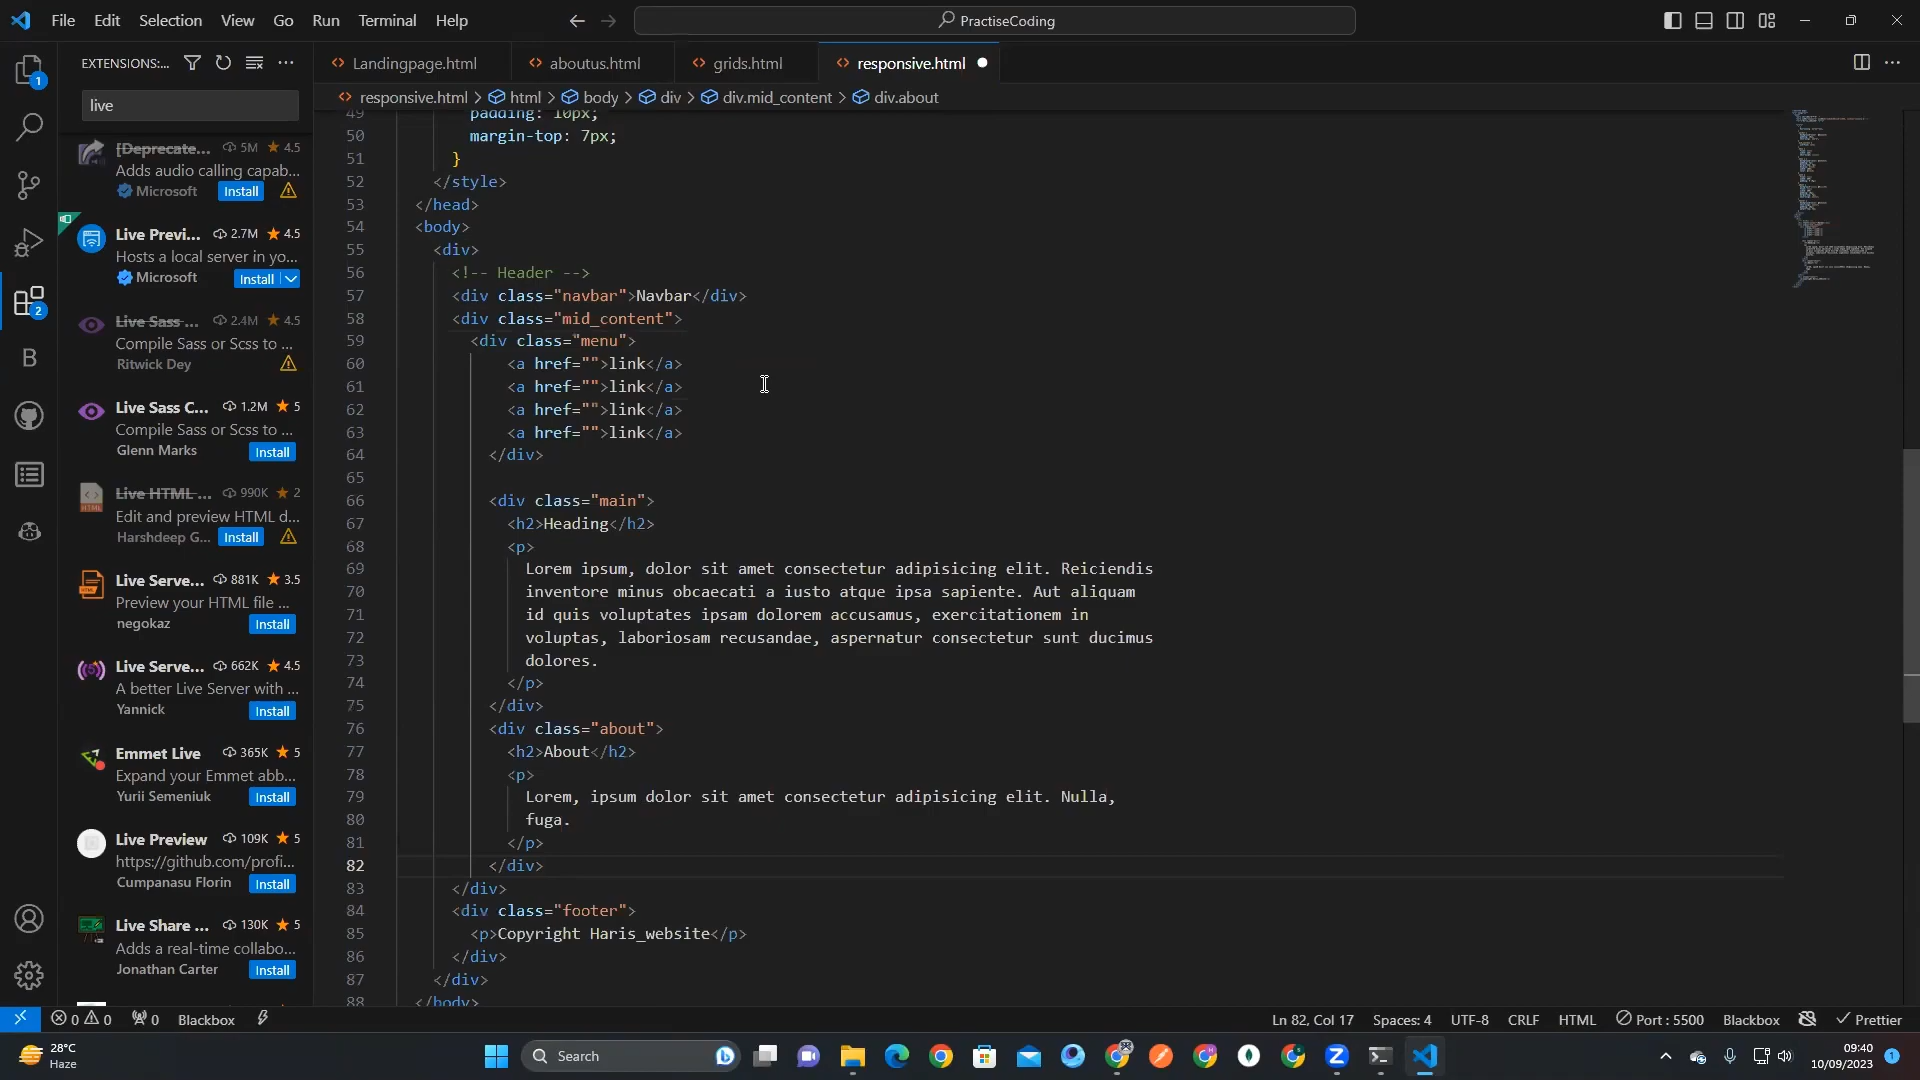 File Edit Selection View Go Run Terminal Help
PractiseCoding
EXTENSIONS:...
live
[Deprecate... 5M 4.5
Adds audio calling capab...
Microsoft Install
Live Previ... 2.7M 4.5
Hosts a local server in yo...
Microsoft Install
Live Sass ... 2.4M 4.5
Compile Sass or Scss to ...
Ritwick Dey
Live Sass C... 1.2M 5
Compile Sass or Scss to ...
Glenn Marks Install
Live HTML ... 990K 2
Edit and preview HTML d...
Harshdeep G... Install
Live Serve... 881K 3.5
Preview your HTML file ...
negokaz Install
Live Serve... 662K 4.5
A better Live Server with ...
Yannick Install
Emmet Live 365K 5
Expand your Emmet abb...
Yurii Semeniuk Install
Live Preview 109K 5
https://github.com/profi...
Cumpanasu Florin Install
Live Share ... 130K 5
Adds a real-time collabo...
Jonathan Carter Install
1
2
B
Landingpage.html aboutus.html grids.html responsive.html
responsive.html > html > body > div > div.mid_content > div.about
49 padding: 10px;
50 margin-top: 7px;
51 }
52 </style>
53 </head>
54 <body>
55 <div>
56 <!-- Header -->
57 <div class="navbar">Navbar</div>
58 <div class="mid_content">
59 <div class="menu">
60 <a href="">link</a>
61 <a href="">link</a>
62 <a href="">link</a>
63 <a href="">link</a>
64 </div>
65
66 <div class="main">
67 <h2>Heading</h2>
68 <p>
69 Lorem ipsum, dolor sit amet consectetur adipisicing elit. Reiciendis
70 inventore minus obcaecati a iusto atque ipsa sapiente. Aut aliquam
71 id quis voluptates ipsam dolorem accusamus, exercitationem in
72 voluptas, laboriosam recusandae, aspernatur consectetur sunt ducimus
73 dolores.
74 </p>
75 </div>
76 <div class="about">
77 <h2>About</h2>
78 <p>
79 Lorem, ipsum dolor sit amet consectetur adipisicing elit. Nulla,
80 fuga.
81 </p>
82 </div>
83 </div>
84 <div class="footer">
85 <p>Copyright Haris_website</p>
86 </div>
87 </div>
88 </body>
0 0 0 Blackbox Ln 82, Col 17 Spaces: 4 UTF-8 CRLF HTML Port : 5500 Blackbox Prettier
28°C
Haze
Search
09:40
10/09/2023
1